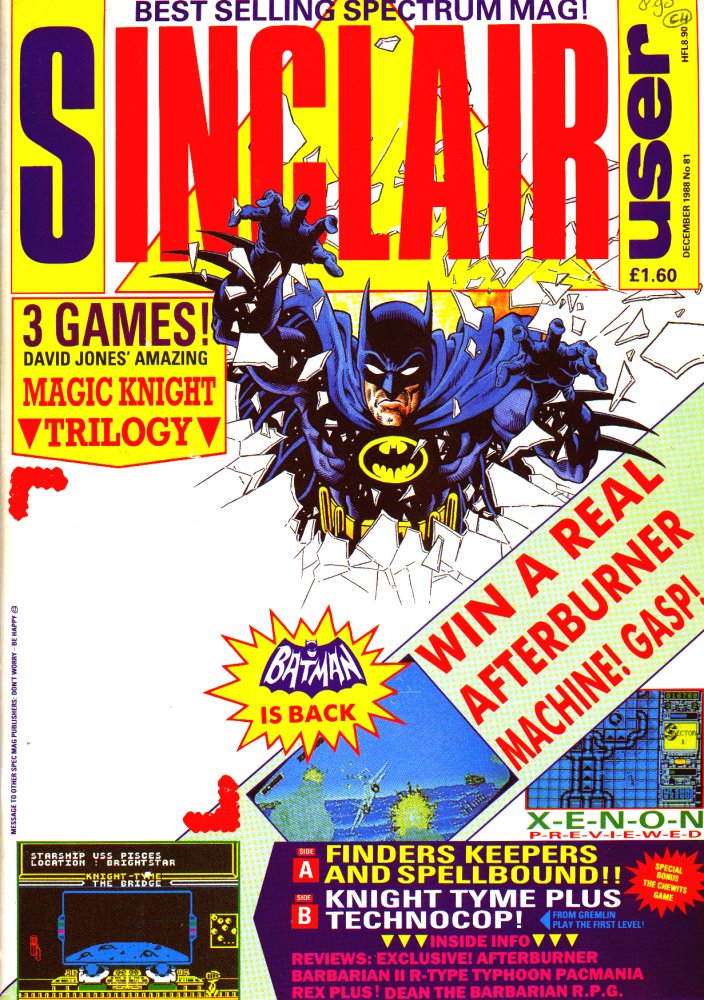 BEST SELLING SPECTRUM MAG!
SINCLAIR
user
HFL8.90
DECEMBER 1988 No 81
£1.60
3 GAMES!
DAVID JONES' AMAZING
MAGIC KNIGHT
TRILOGY
WIN A REAL
AFTERBURNER
MACHINE! GASP!
BATMAN
IS BACK
MESSAGE TO OTHER SPEC MAG PUBLISHERS: DON'T WORRY - BE HAPPY
X-E-N-O-N
P-R-E-V-I-E-W-E-D
STARSHIP USS PISCES
LOCATION : BRIGHTSTAR
KNIGHT-TYME
THE BRIDGE
SIDE
A
FINDERS KEEPERS
AND SPELLBOUND!!
SIDE
B
KNIGHT TYME PLUS
TECHNOCOP!
FROM GREMLIN
PLAY THE FIRST LEVEL!
SPECIAL
BONUS
THE CHEWITS
GAME
INSIDE INFO
REVIEWS: EXCLUSIVE! AFTERBURNER
BARBARIAN II R-TYPE TYPHOON PACMANIA
REX PLUS! DEAN THE BARBARIAN R.P.G.